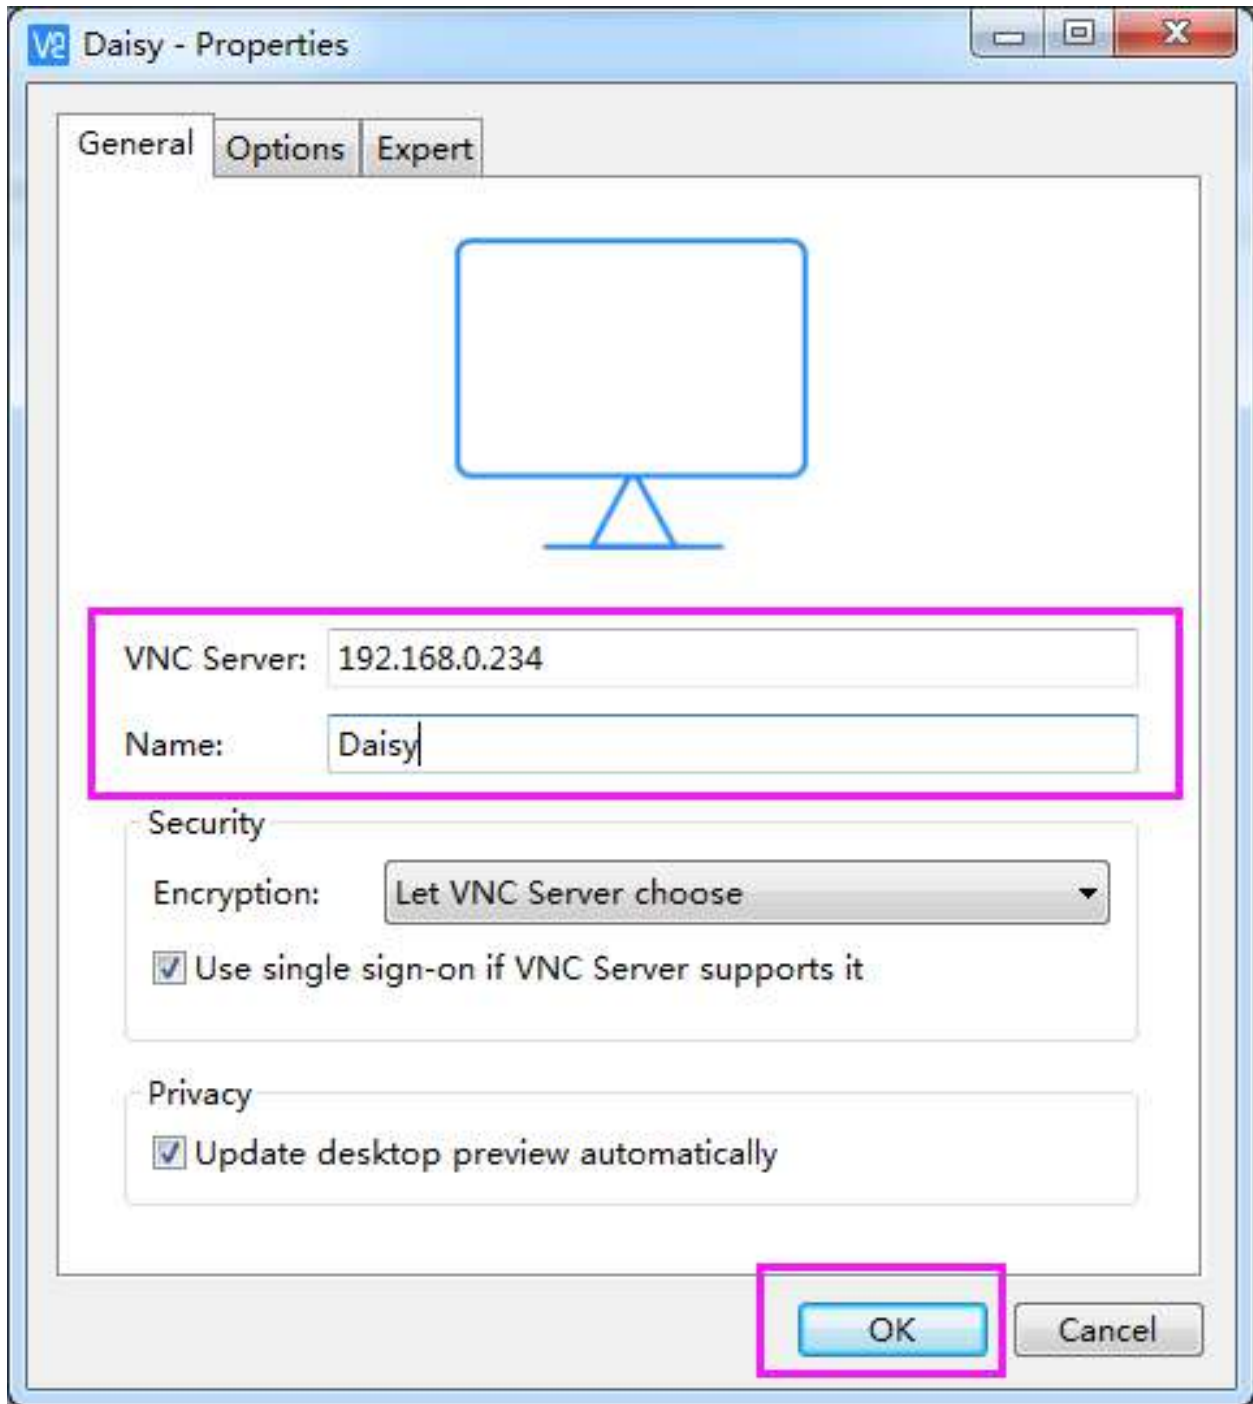 V2 Daisy - Properties
General Options Expert
VNC Server: 192.168.0.234
Name: Daisy
Security
Encryption: Let VNC Server choose
Use single sign-on if VNC Server supports it
Privacy
Update desktop preview automatically
OK Cancel